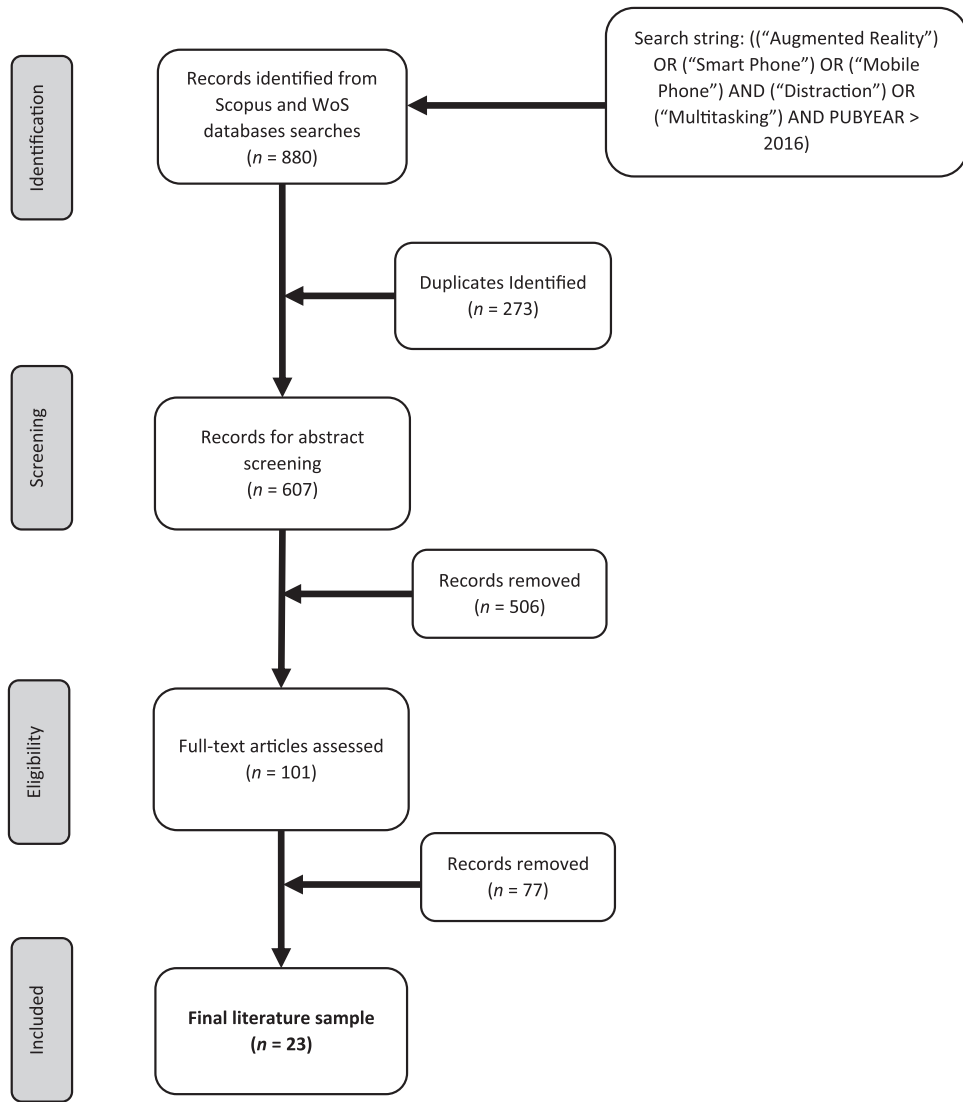 Identification
Records identified from
Scopus and WoS
databases searches
(n = 880)
Search string: ((“Augmented Reality”)
OR (“Smart Phone”) OR (“Mobile
Phone”) AND (“Distraction”) OR
(“Multitasking”) AND PUBYEAR >
2016)
Duplicates Identified
(n = 273)
Screening
Records for abstract
screening
(n = 607)
Records removed
(n = 506)
Eligibility
Full-text articles assessed
(n = 101)
Records removed
(n = 77)
Included
Final literature sample
(n = 23)